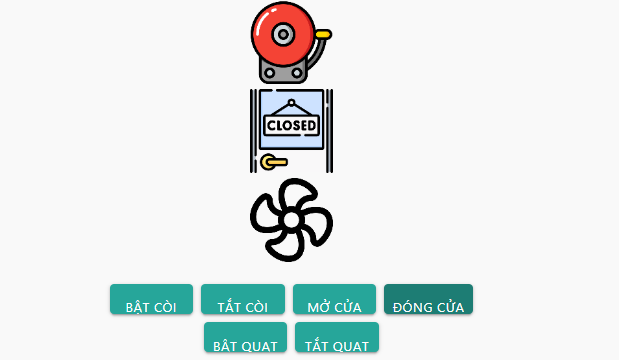 CLOSED
BẬT CÒI TẮT CÒI MỞ CỬA ĐÓNG CỬA
BẬT QUẠT TẮT QUẠT